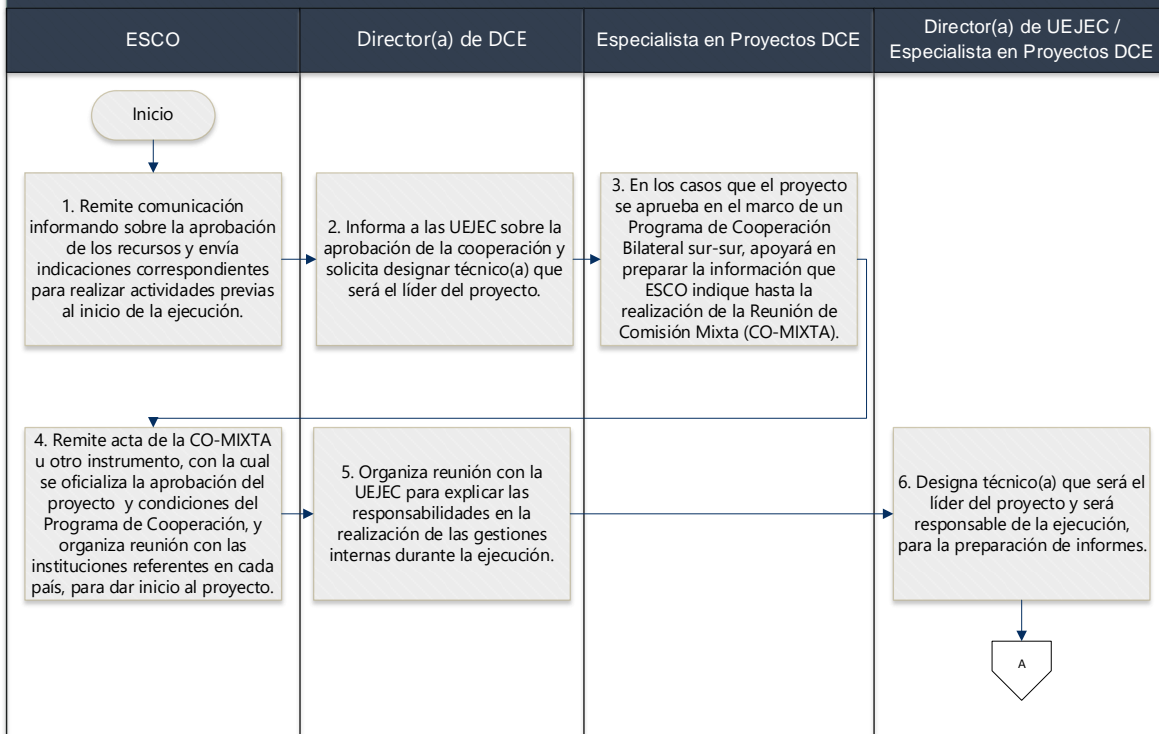 ESCO
Director(a) de DCE
Especialista en Proyectos DCE
Director(a) de UEJEC /
Especialista en Proyectos DCE
Inicio
1. Remite comunicación
informando sobre la aprobación
de los recursos y envía
indicaciones correspondientes
para realizar actividades previas
al inicio de la ejecución.
2. Informa a las UEJEC sobre la
aprobación de la cooperación y
solicita designar técnico(a) que
será el líder del proyecto.
3. En los casos que el proyecto
se aprueba en el marco de un
Programa de Cooperación
Bilateral sur-sur, apoyará en
preparar la información que
ESCO indique hasta la
realización de la Reunión de
Comisión Mixta (CO-MIXTA).
4. Remite acta de la CO-MIXTA
u otro instrumento, con la cual
se oficializa la aprobación del
proyecto y condiciones del
Programa de Cooperación, y
organiza reunión con las
instituciones referentes en cada
país, para dar inicio al proyecto.
5. Organiza reunión con la
UEJEC para explicar las
responsabilidades en la
realización de las gestiones
internas durante la ejecución.
6. Designa técnico(a) que será el
líder del proyecto y será
responsable de la ejecución,
para la preparación de informes.
A